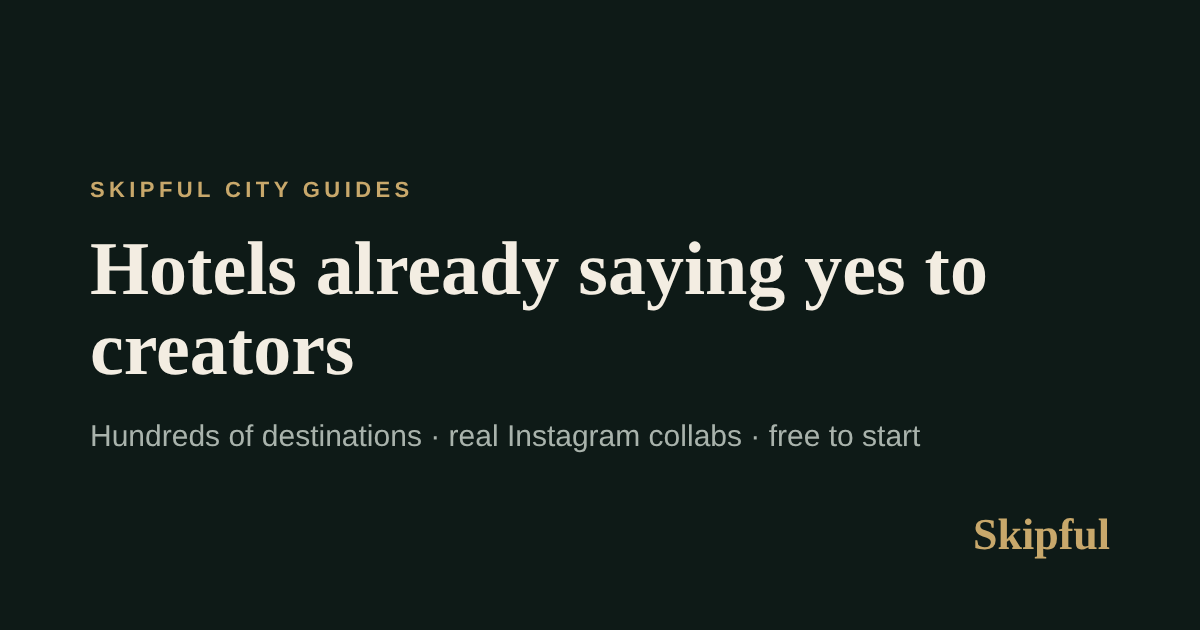 SKIPFUL CITY GUIDES
Hotels already saying yes to
creators
Hundreds of destinations · real Instagram collabs · free to start
Skipful